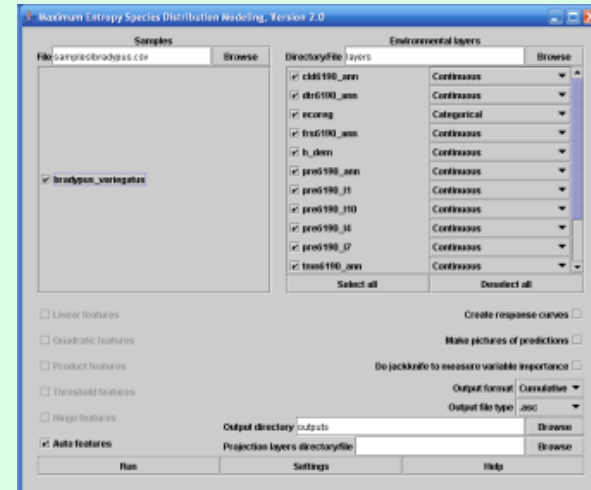 Maximum Entropy Species Distribution Modeling, Version 2.0
Samples
File samples\bradypus.csv Browse
bradypus_variegatus
Environmental layers
Directory/File layers Browse
cld6190_ann Continuous
dtr6190_ann Continuous
ecoreg Categorical
frs6190_ann Continuous
h_dem Continuous
pre6190_ann Continuous
pre6190_l1 Continuous
pre6190_l10 Continuous
pre6190_l4 Continuous
pre6190_l7 Continuous
tmn6190_ann Continuous
Select all Deselect all
Linear features
Quadratic features
Product features
Threshold features
Hinge features
Auto features
Create response curves
Make pictures of predictions
Do jackknife to measure variable importance
Output format Cumulative
Output file type .asc
Output directory outputs Browse
Projection layers directory/file Browse
Run Settings Help